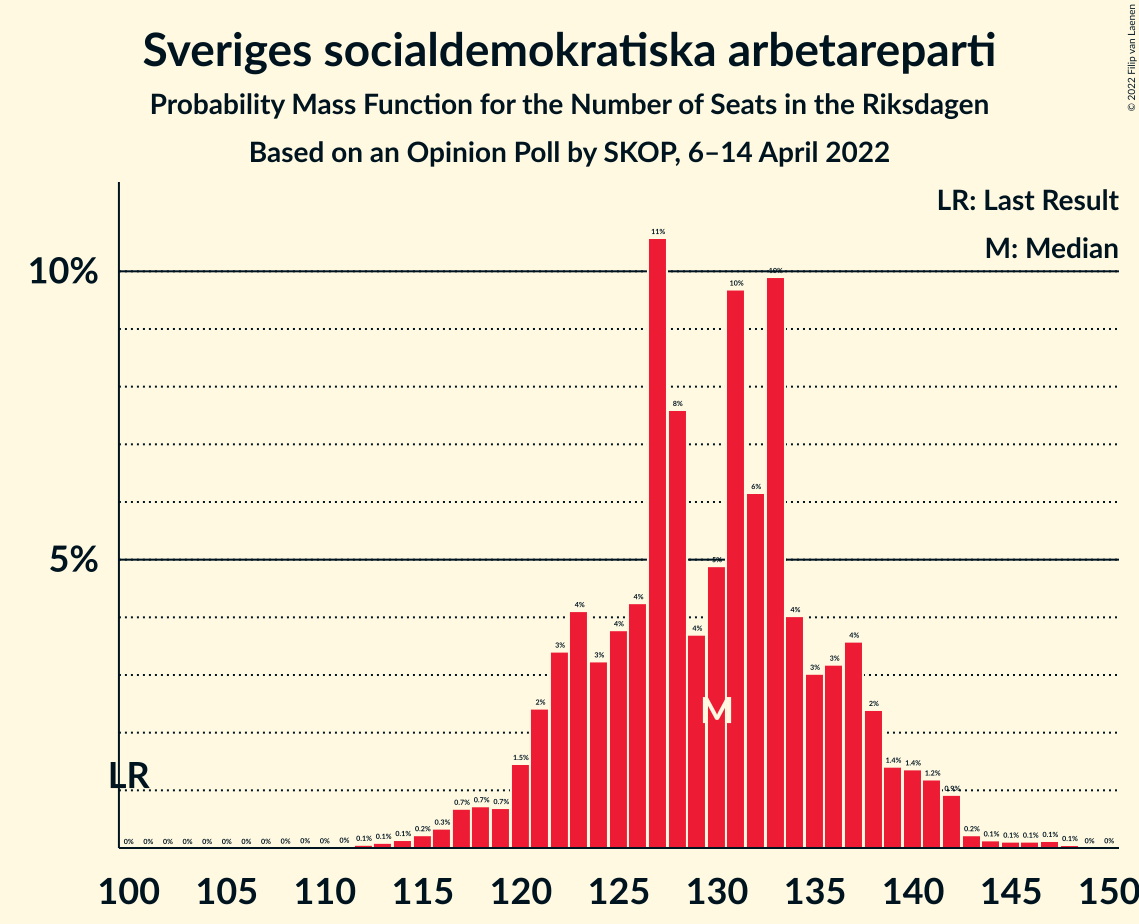 Sveriges socialdemokratiska arbetareparti
Probability Mass Function for the Number of Seats in the Riksdagen
Based on an Opinion Poll by SKOP, 6–14 April 2022
© 2022 Filip van Laenen
LR: Last Result
M: Median
10%
5%
LR
M
0% 0% 0% 0% 0% 0% 0% 0% 0% 0% 0% 0% 0.1% 0.1% 0.1% 0.2% 0.3% 0.7% 0.7% 0.7% 1.5% 2% 3% 4% 3% 4% 4% 11% 8% 4% 5% 10% 6% 10% 4% 3% 3% 4% 2% 1.4% 1.4% 1.2% 0.9% 0.2% 0.1% 0.1% 0.1% 0.1% 0.1% 0% 0%
100 105 110 115 120 125 130 135 140 145 150